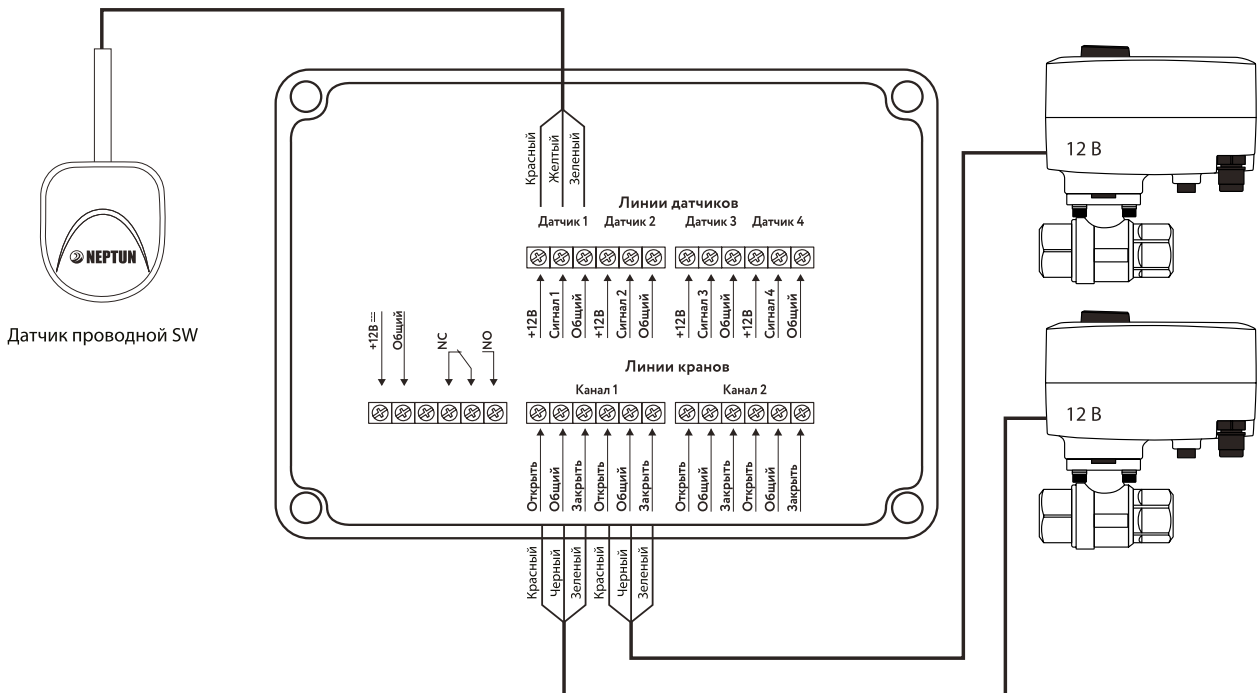 Красный
Желтый
Зеленый
Линии датчиков
Датчик 1 Датчик 2 Датчик 3 Датчик 4
NEPTUN
Датчик проводной SW
12 В
+12В
Сигнал 1
Общий
+12В
Сигнал 2
Общий
+12В
Сигнал 3
Общий
+12В
Сигнал 4
Общий
+12В
Общий
NC
NO
Линии кранов
Канал 1 Канал 2
12 В
Открыть
Общий
Закрыть
Открыть
Общий
Закрыть
Открыть
Общий
Закрыть
Открыть
Общий
Закрыть
Красный
Черный
Зеленый
Красный
Черный
Зеленый